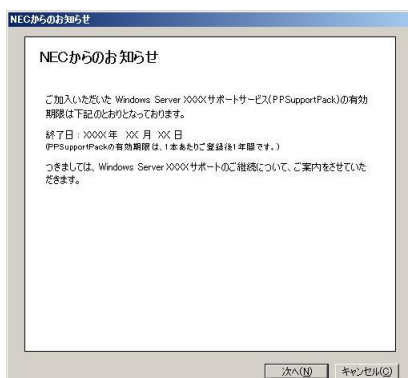 NECからのお知らせ
NECからのお知らせ
ご加入いただいた Windows Server XXXXサポートサービス(PPSupportPack)の有効
期限は下記のとおりとなっております。
終了日：XXXX年 XX 月 XX 日
(PPSupportPackの有効期限は、1本あたりご登録後1年間です。)
つきましては、Windows Server XXXXサポートのご継続について、ご案内をさせていた
だきます。
次へ(N) キャンセル(C)